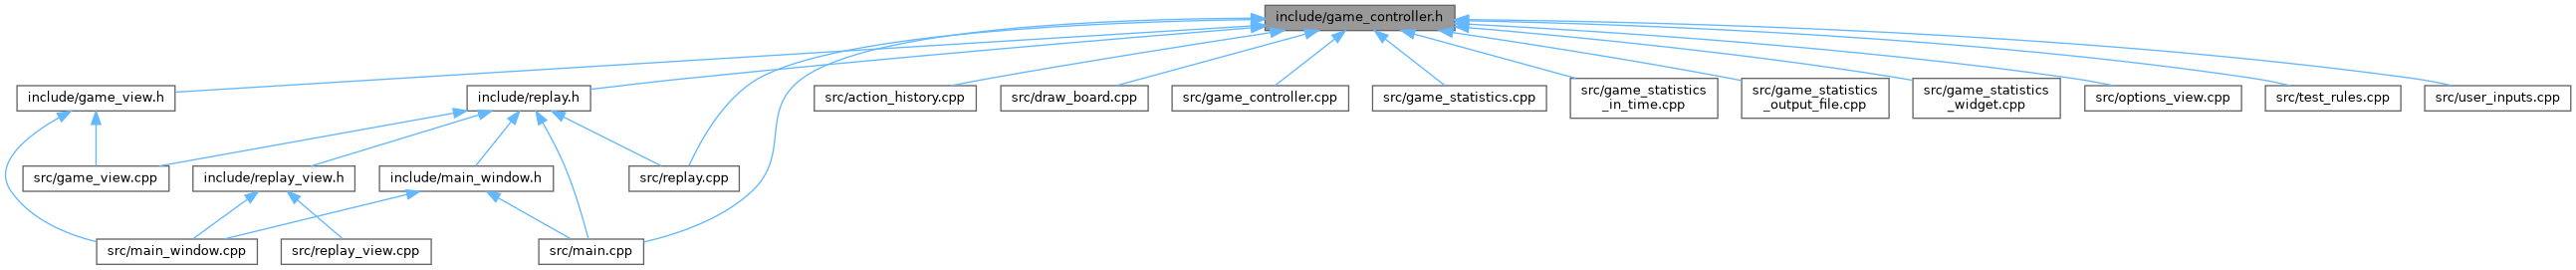 include/game_controller.h
include/game_view.h
include/replay.h
src/action_history.cpp
src/draw_board.cpp
src/game_controller.cpp
src/game_statistics.cpp
src/game_statistics
_in_time.cpp
src/game_statistics
_output_file.cpp
src/game_statistics
_widget.cpp
src/options_view.cpp
src/test_rules.cpp
src/user_inputs.cpp
src/game_view.cpp
include/replay_view.h
include/main_window.h
src/replay.cpp
src/main_window.cpp
src/replay_view.cpp
src/main.cpp